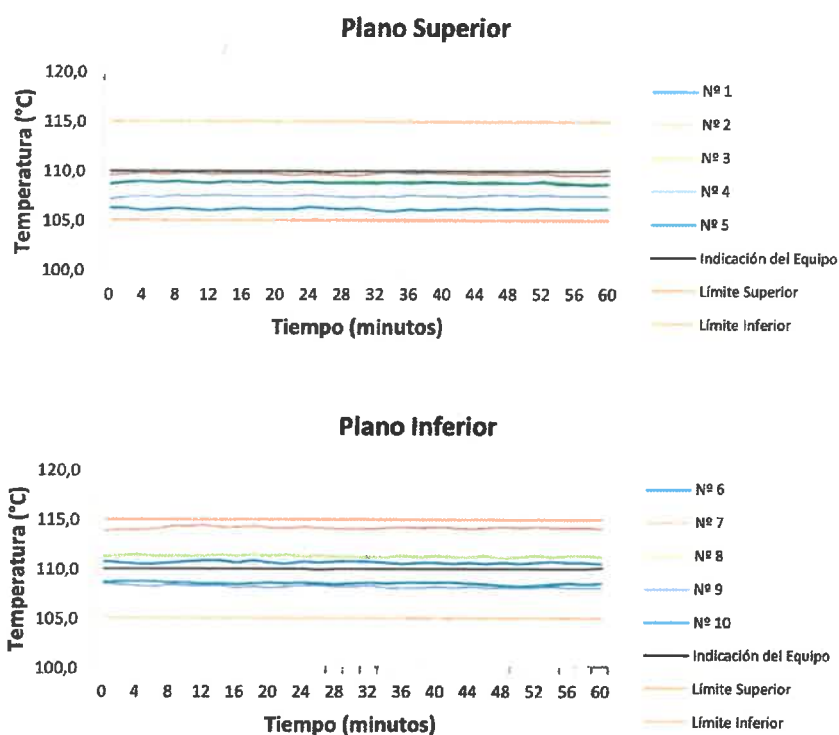 Plano Superior
Temperatura (°C)
120,0
115,0
110,0
105,0
100,0
0 4 8 12 16 20 24 28 32 36 40 44 48 52 56 60
Tiempo (minutos)
Nº 1
Nº 2
Nº 3
Nº 4
Nº 5
Indicación del Equipo
Límite Superior
Límite Inferior
Plano Inferior
Temperatura (°C)
120,0
115,0
110,0
105,0
100,0
0 4 8 12 16 20 24 28 32 36 40 44 48 52 56 60
Tiempo (minutos)
Nº 6
Nº 7
Nº 8
Nº 9
Nº 10
Indicación del Equipo
Límite Superior
Límite Inferior